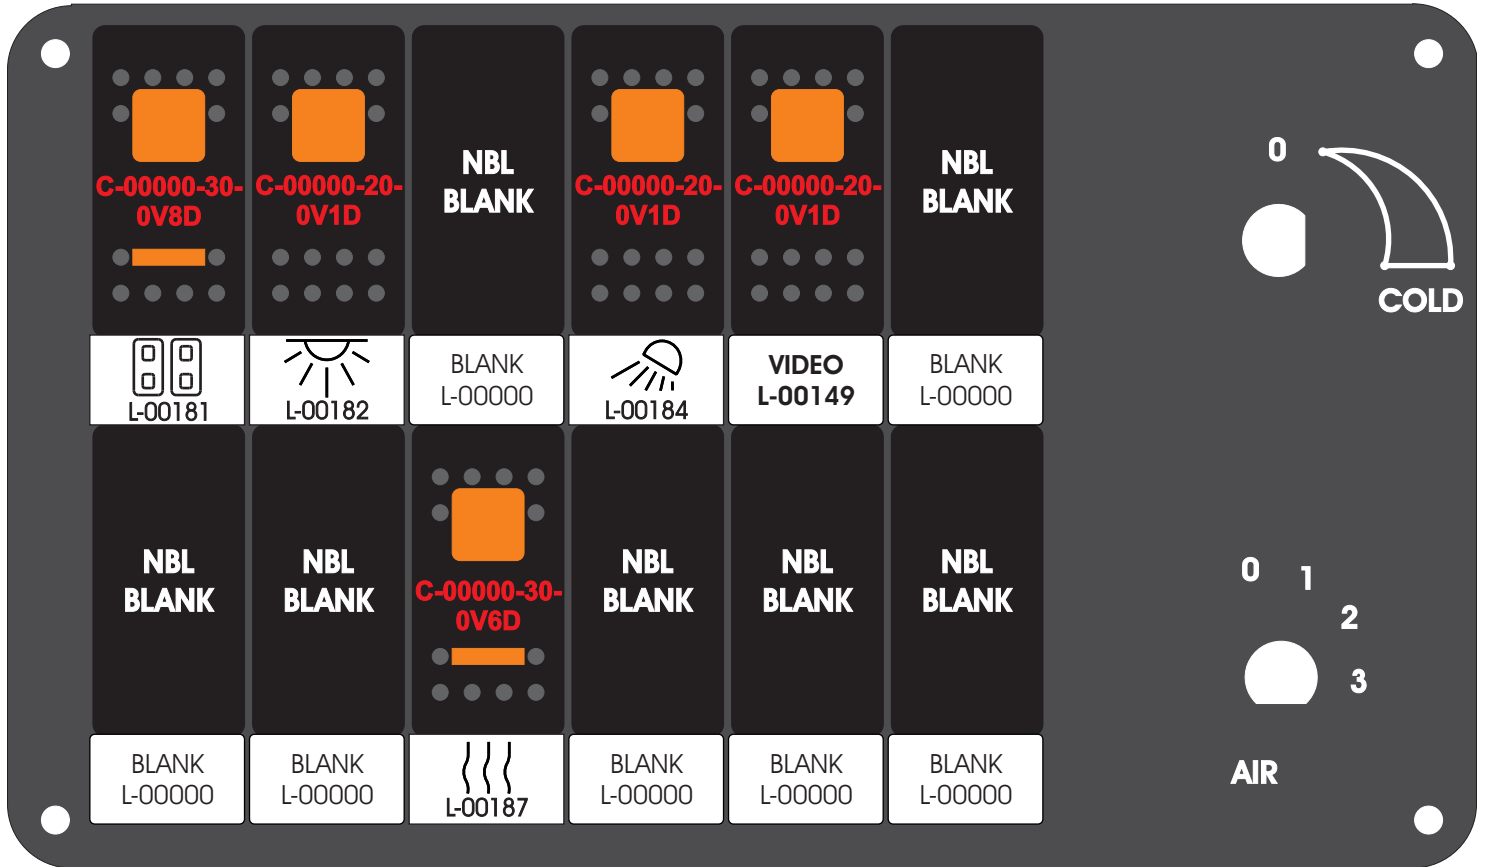 C-00000-30-
0V8D
C-00000-20-
0V1D
NBL
BLANK
C-00000-20-
0V1D
C-00000-20-
0V1D
NBL
BLANK
L-00181
L-00182
BLANK
L-00000
L-00184
VIDEO
L-00149
BLANK
L-00000
NBL
BLANK
NBL
BLANK
C-00000-30-
0V6D
NBL
BLANK
NBL
BLANK
NBL
BLANK
BLANK
L-00000
BLANK
L-00000
L-00187
BLANK
L-00000
BLANK
L-00000
BLANK
L-00000
0
COLD
0
1
2
3
AIR